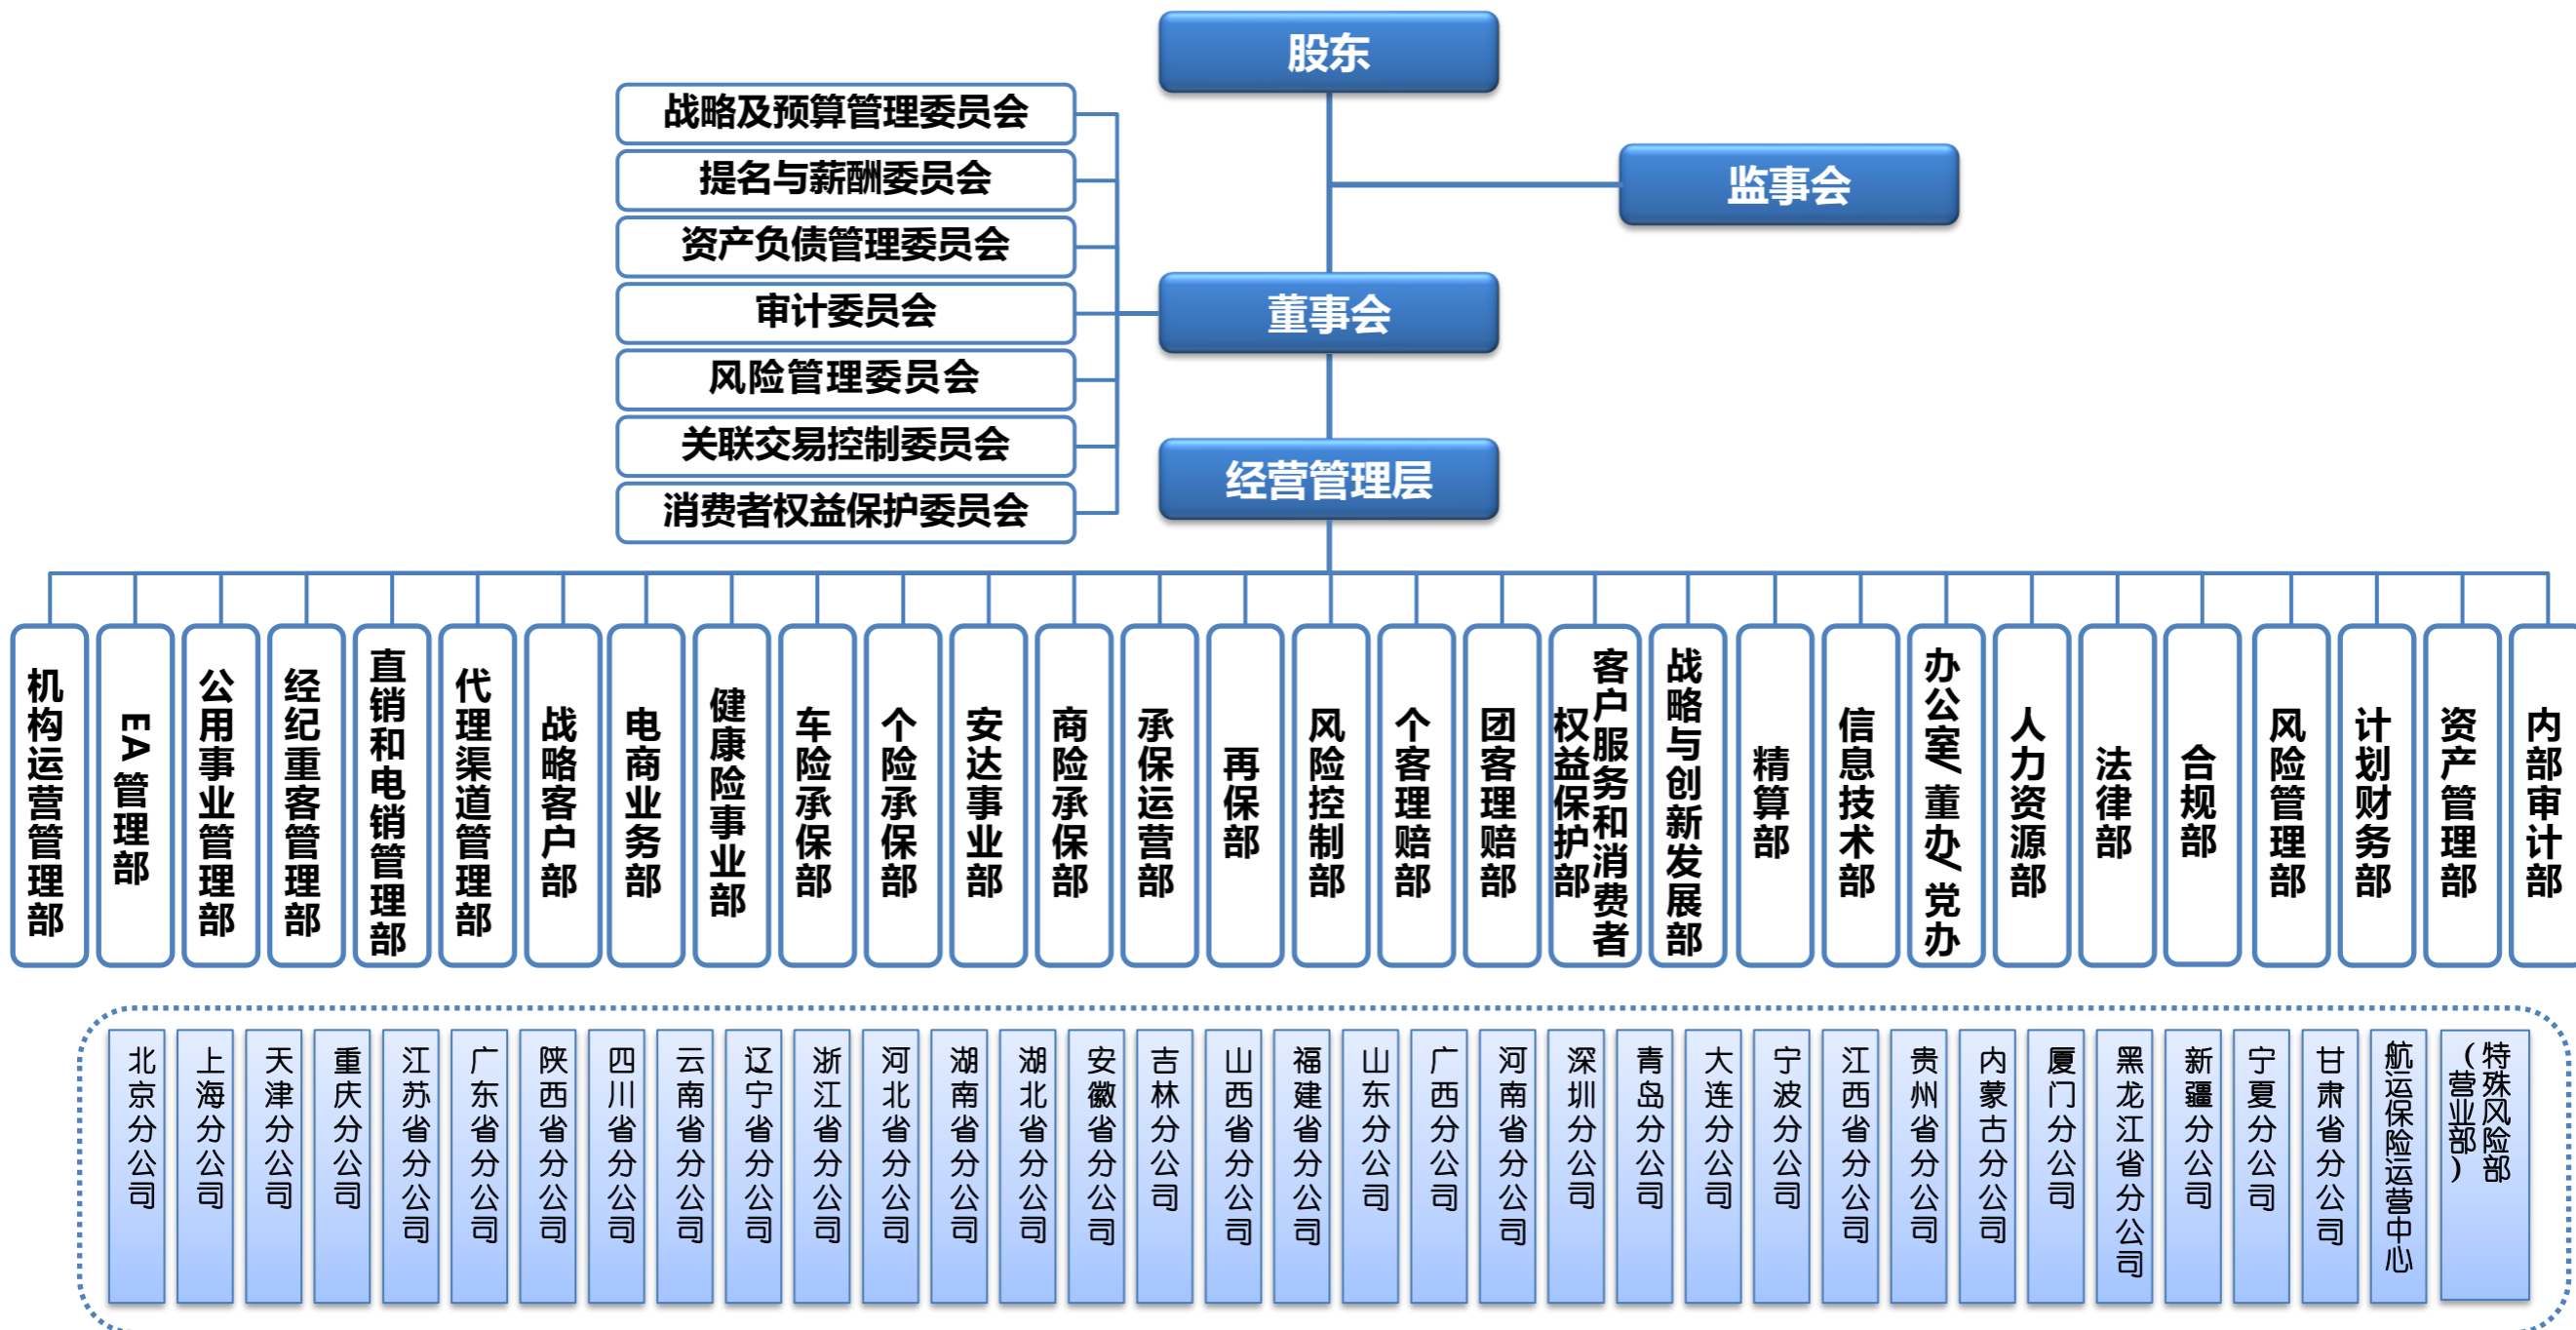 股东
监事会
战略及预算管理委员会
提名与薪酬委员会
资产负债管理委员会
审计委员会
风险管理委员会
关联交易控制委员会
消费者权益保护委员会
董事会
经营管理层
机构运营管理部
EA管理部
公用事业管理部
经纪重客管理部
直销和电销管理部
代理渠道管理部
战略客户部
电商业务部
健康险事业部
车险承保部
个险承保部
安达事业部
商险承保部
承保运营部
再保部
风险控制部
个客理赔部
团客理赔部
客户服务和消费者
权益保护部
战略与创新发展部
精算部
信息技术部
办公室/董办/党办
人力资源部
法律部
合规部
风险管理部
计划财务部
资产管理部
内部审计部
北京分公司
上海分公司
天津分公司
重庆分公司
江苏省分公司
广东省分公司
陕西省分公司
四川省分公司
云南省分公司
辽宁省分公司
浙江省分公司
河北省分公司
湖南省分公司
湖北省分公司
安徽省分公司
吉林分公司
山西省分公司
福建省分公司
山东分公司
广西分公司
河南省分公司
深圳分公司
青岛分公司
大连分公司
宁波分公司
江西省分公司
贵州省分公司
内蒙古分公司
厦门分公司
黑龙江省分公司
新疆分公司
宁夏分公司
甘肃省分公司
航运保险运营中心
特殊风险部
（营业部）